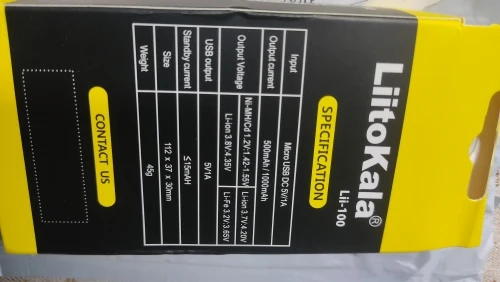 LiitoKala®
Lii-100
SPECIFICATION
Input Micro USB DC 5V/1A
Output current 500mAh / 1000mAh
Output Voltage Ni-MH/Cd 1.2V:1.42-1.55V Li-ion 3.7V:4.20V
Li-ion 3.8V:4.35V Li-Fe 3.2V:3.65V
USB output 5V/1A
Standby current ≤15mAH
Size 112 x 37 x 30mm
Weight 45g
CONTACT US